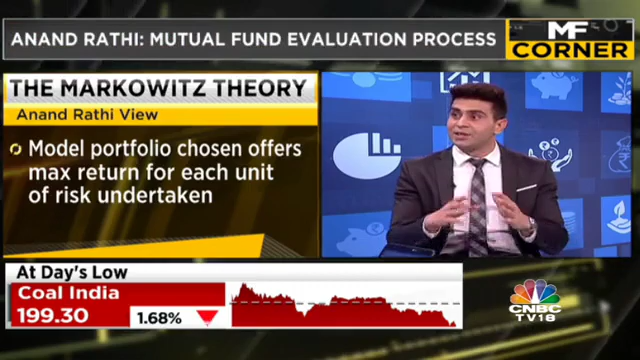 ANAND RATHI: MUTUAL FUND EVALUATION PROCESS
MF
CORNER
THE MARKOWITZ THEORY
Anand Rathi View
Model portfolio chosen offers
max return for each unit
of risk undertaken
At Day's Low
Coal India
199.30 1.68%
CNBC
TV18